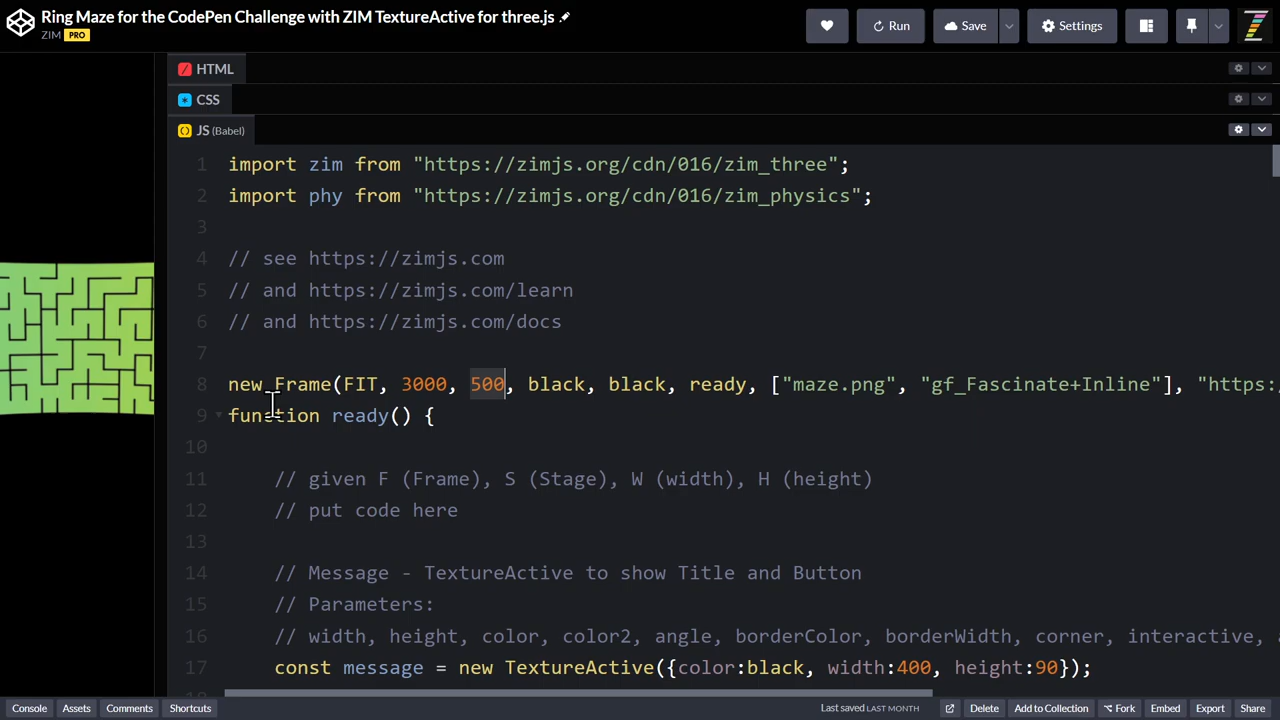 Ring Maze for the CodePen Challenge with ZIM TextureActive for three.js
ZIM PRO
Run
Save
Settings
HTML
CSS
JS (Babel)
1 import zim from "https://zimjs.org/cdn/016/zim_three";
2 import phy from "https://zimjs.org/cdn/016/zim_physics";
3
4 // see https://zimjs.com
5 // and https://zimjs.com/learn
6 // and https://zimjs.com/docs
7
8 new Frame(FIT, 3000, 500, black, black, ready, ["maze.png", "gf_Fascinate+Inline"], "https:
9 function ready() {
10
11 // given F (Frame), S (Stage), W (width), H (height)
12 // put code here
13
14 // Message - TextureActive to show Title and Button
15 // Parameters:
16 // width, height, color, color2, angle, borderColor, borderWidth, corner, interactive,
17 const message = new TextureActive({color:black, width:400, height:90});
Console Assets Comments Shortcuts Last saved LAST MONTH Delete Add to Collection Fork Embed Export Share